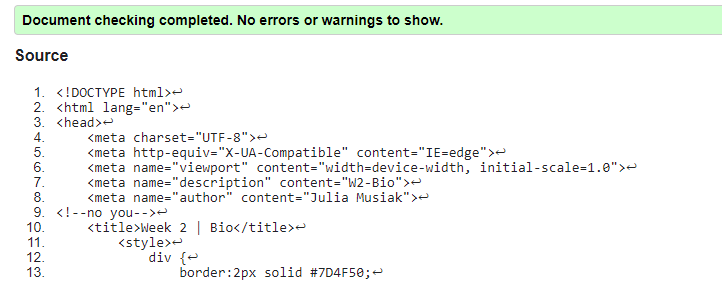 Document checking completed. No errors or warnings to show.
Source
1. <!DOCTYPE html>↩
2. <html lang="en">↩
3. <head>↩
4.     <meta charset="UTF-8">↩
5.     <meta http-equiv="X-UA-Compatible" content="IE=edge">↩
6.     <meta name="viewport" content="width=device-width, initial-scale=1.0">↩
7.     <meta name="description" content="W2-Bio">↩
8.     <meta name="author" content="Julia Musiak">↩
9. <!--no you-->↩
10.     <title>Week 2 | Bio</title>↩
11.         <style>↩
12.             div {↩
13.                 border:2px solid #7D4F50;↩